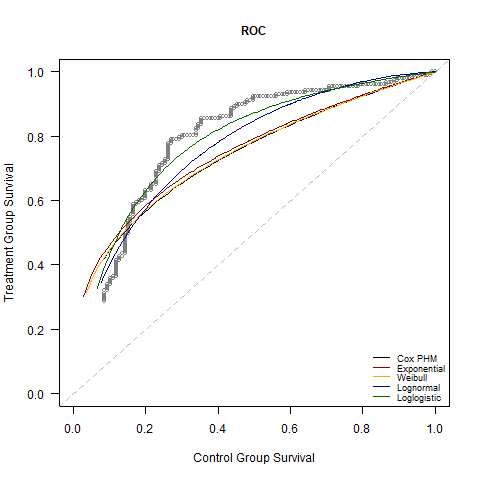 ROC
Treatment Group Survival
1.0
0.8
0.6
0.4
0.2
0.0
0.0 0.2 0.4 0.6 0.8 1.0
Control Group Survival
Cox PHM
Exponential
Weibull
Lognormal
Loglogistic